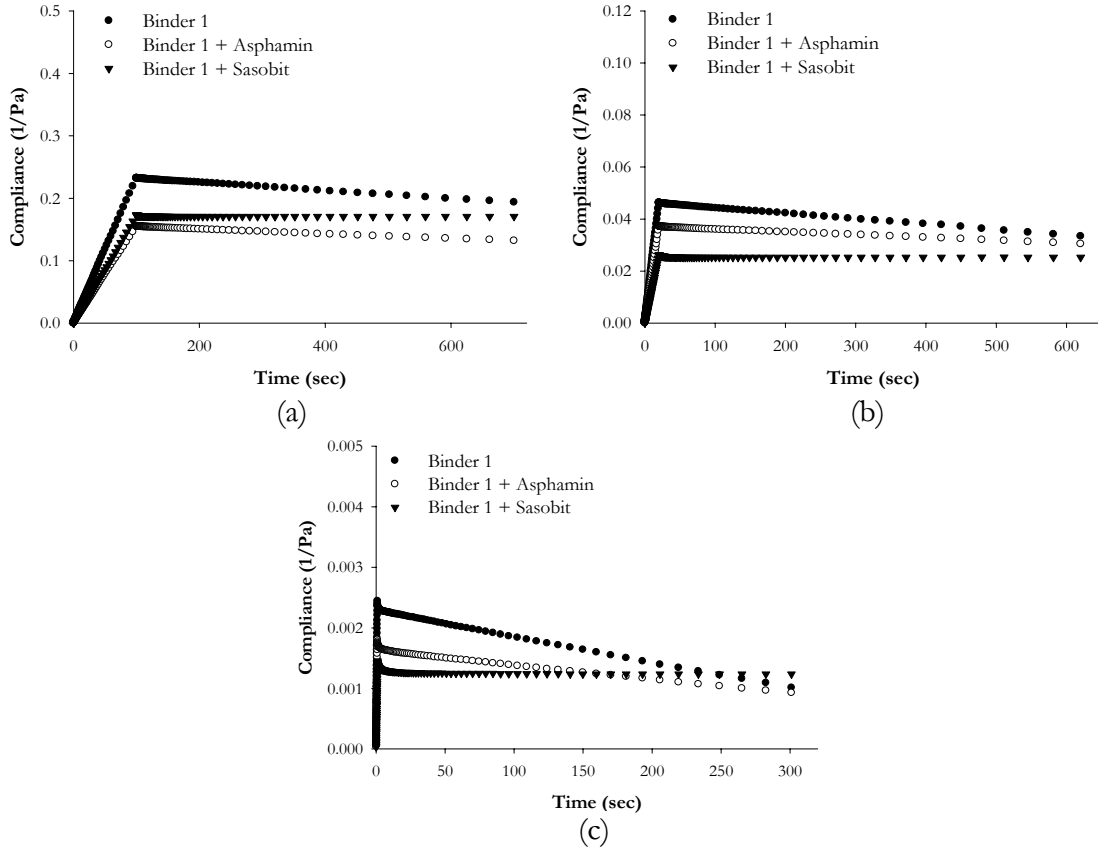 Binder 1
Binder 1 + Asphamin
Binder 1 + Sasobit
Compliance (1/Pa)
0.5
0.4
0.3
0.2
0.1
0.0
0 200 400 600
Time (sec)
(a)
Binder 1
Binder 1 + Asphamin
Binder 1 + Sasobit
Compliance (1/Pa)
0.12
0.10
0.08
0.06
0.04
0.02
0.00
0 100 200 300 400 500 600
Time (sec)
(b)
Binder 1
Binder 1 + Asphamin
Binder 1 + Sasobit
Compliance (1/Pa)
0.005
0.004
0.003
0.002
0.001
0.000
0 50 100 150 200 250 300
Time (sec)
(c)